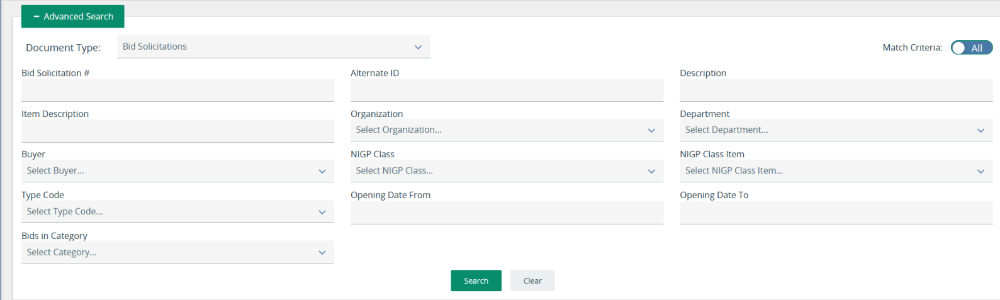 − Advanced Search
Document Type: Bid Solicitations Match Criteria: All
Bid Solicitation # Alternate ID Description
Item Description Organization Department
Select Organization... Select Department...
Buyer NIGP Class NIGP Class Item
Select Buyer... Select NIGP Class... Select NIGP Class Item...
Type Code Opening Date From Opening Date To
Select Type Code...
Bids in Category
Select Category...
Search Clear